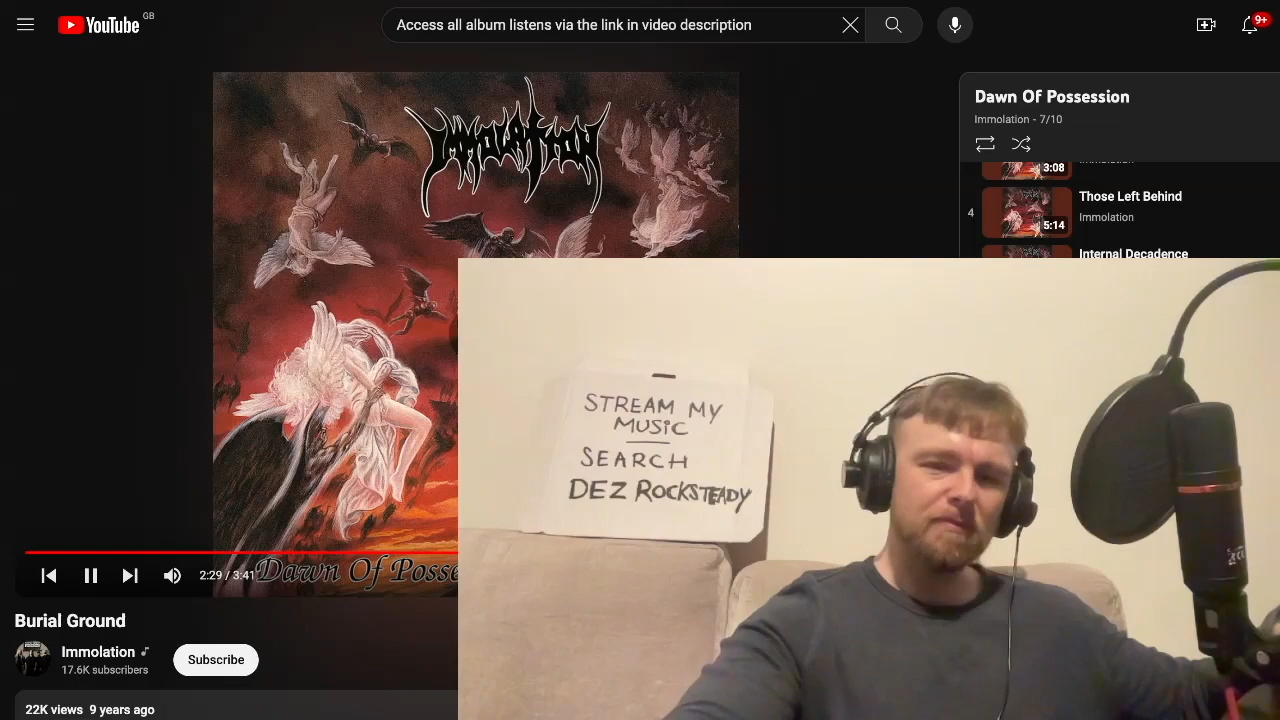 YouTube GB
Access all album listens via the link in video description
9+
IMMOLATION
Dawn Of Possession
Immolation - 7/10
3:08
4
Those Left Behind
Immolation
5:14
Internal Decadence
STREAM MY
MUSIC
SEARCH
DEZ ROCKSTEADY
2:29 / 3:41
Dawn Of Posse
Burial Ground
Immolation
17.6K subscribers
Subscribe
22K views 9 years ago